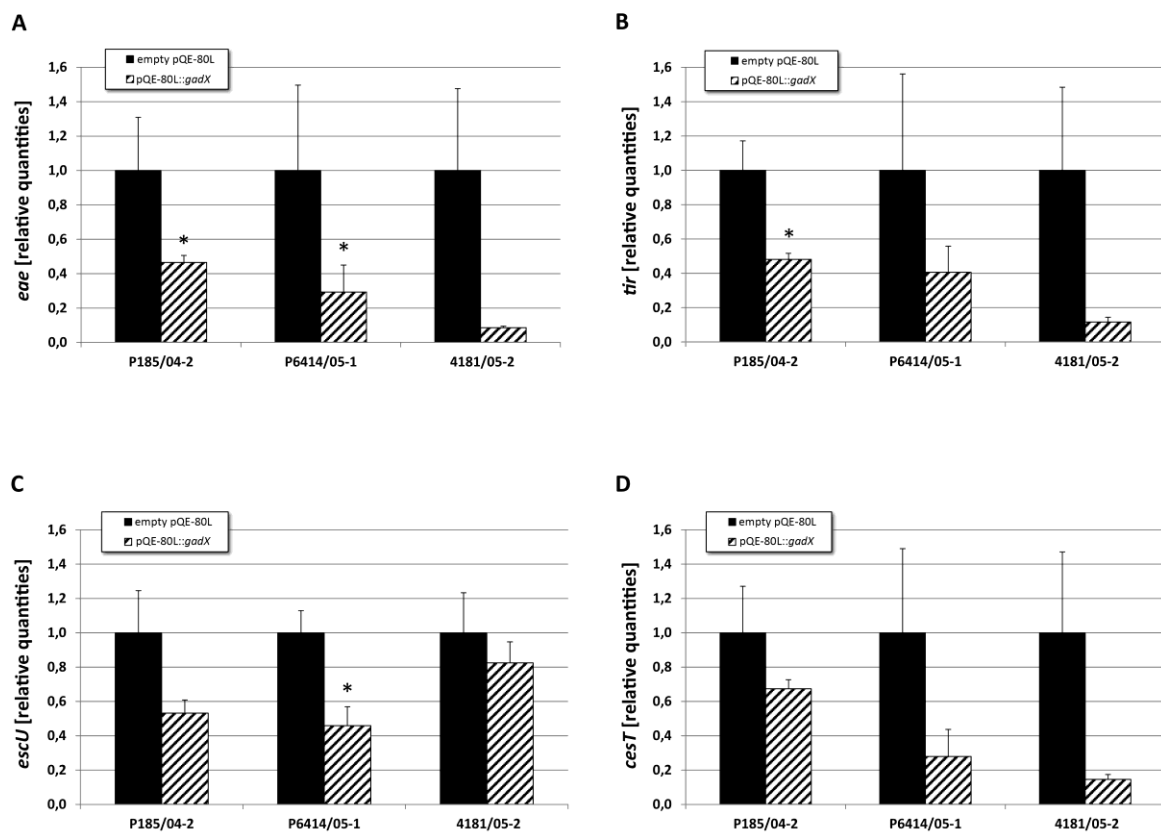 A
empty pQE-80L
pQE-80L::gadX
eae [relative quantities]
1,6
1,4
1,2
1,0
0,8
0,6
0,4
0,2
0,0
*
*
P185/04-2 P6414/05-1 4181/05-2
B
empty pQE-80L
pQE-80L::gadX
tir [relative quantities]
1,6
1,4
1,2
1,0
0,8
0,6
0,4
0,2
0,0
*
P185/04-2 P6414/05-1 4181/05-2
C
empty pQE-80L
pQE-80L::gadX
escU [relative quantities]
1,6
1,4
1,2
1,0
0,8
0,6
0,4
0,2
0,0
*
P185/04-2 P6414/05-1 4181/05-2
D
empty pQE-80L
pQE-80L::gadX
cesT [relative quantities]
1,6
1,4
1,2
1,0
0,8
0,6
0,4
0,2
0,0
P185/04-2 P6414/05-1 4181/05-2